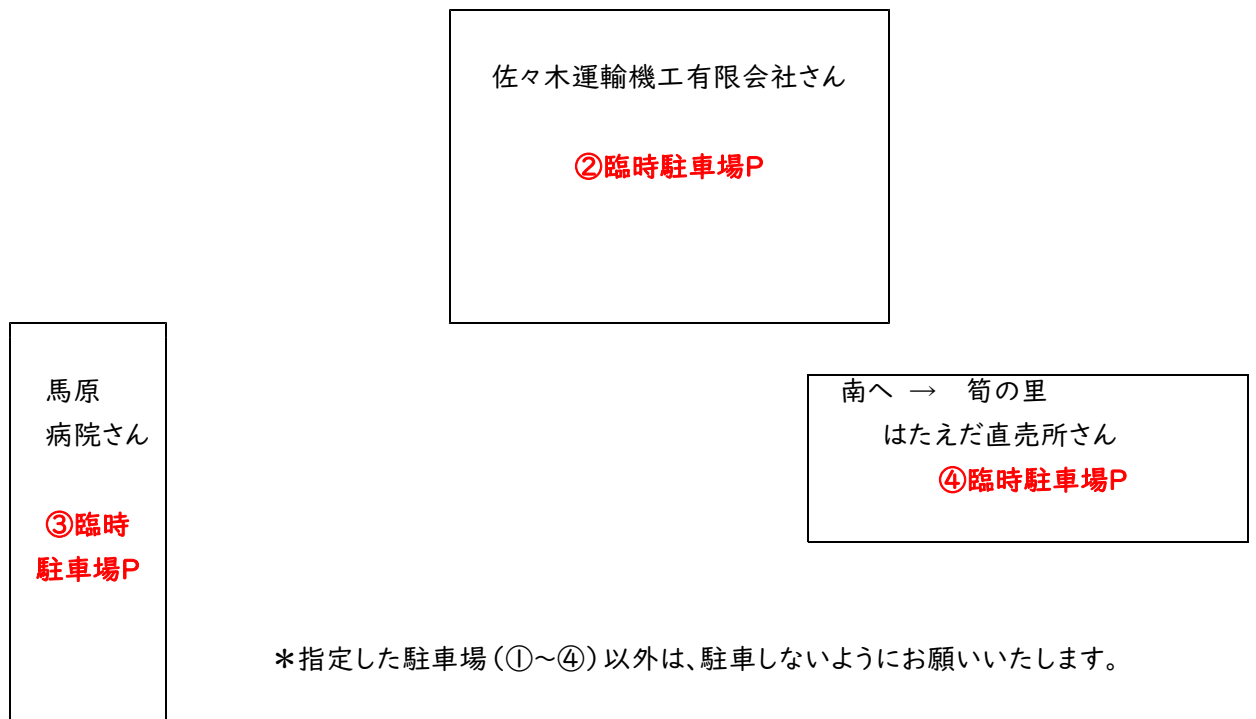 佐々木運輸機工有限会社さん
②臨時駐車場P
馬原
病院さん
③臨時
駐車場P
南へ → 筍の里
はたえだ直売所さん
④臨時駐車場P
＊指定した駐車場(①～④)以外は、駐車しないようにお願いいたします。